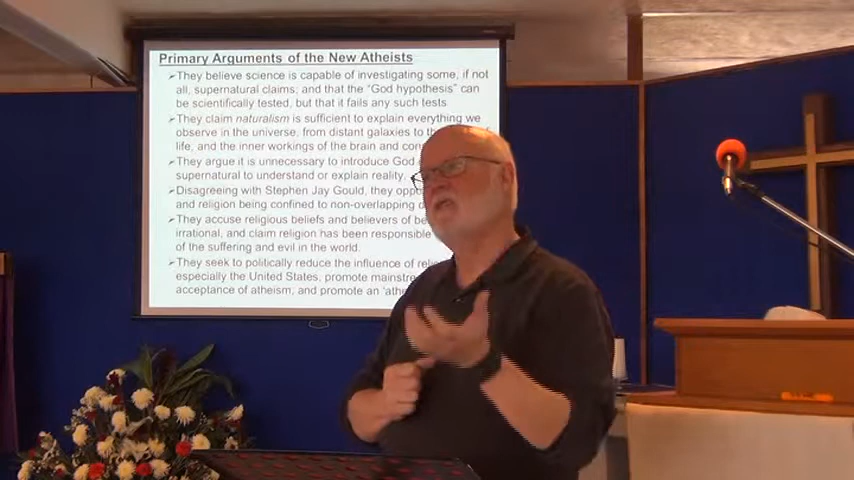 Primary Arguments of the New Atheists
➢They believe science is capable of investigating some, if not
all, supernatural claims, and that the “God hypothesis” can
be scientifically tested, but that it fails any such tests.
➢They claim naturalism is sufficient to explain everything we
observe in the universe, from distant galaxies to the
life, and the inner workings of the brain and
➢They argue it is unnecessary to introduce God
supernatural to understand or explain reality.
➢Disagreeing with Stephen Jay Gould, they
and religion being confined to non-overlapping
➢They accuse religious beliefs and believers of
irrational, and claim religion has been responsible
of the suffering and evil in the world.
➢They seek to politically reduce the influence of
especially the United States, promote
acceptance of atheism, and promote an